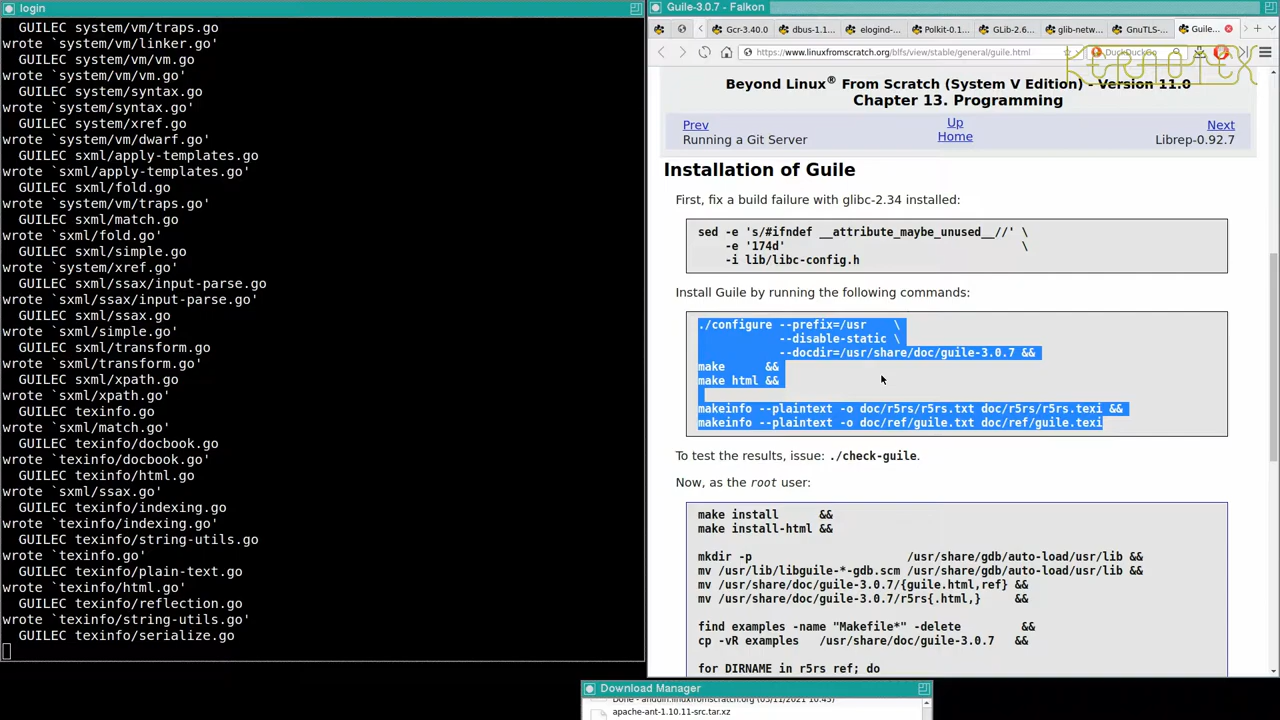 login
GUILEC system/vm/traps.go
wrote `system/vm/linker.go'
GUILEC system/vm/vm.go
wrote `system/vm/vm.go'
GUILEC system/syntax.go
wrote `system/syntax.go'
GUILEC system/xref.go
wrote `system/vm/dwarf.go'
GUILEC sxml/apply-templates.go
wrote `sxml/apply-templates.go'
GUILEC sxml/fold.go
wrote `system/vm/traps.go'
GUILEC sxml/match.go
wrote `sxml/fold.go'
GUILEC sxml/simple.go
wrote `system/xref.go'
GUILEC sxml/ssax/input-parse.go
wrote `sxml/ssax/input-parse.go'
GUILEC sxml/ssax.go
wrote `sxml/simple.go'
GUILEC sxml/transform.go
wrote `sxml/transform.go'
GUILEC sxml/xpath.go
wrote `sxml/xpath.go'
GUILEC texinfo.go
wrote `sxml/match.go'
GUILEC texinfo/docbook.go
wrote `texinfo/docbook.go'
GUILEC texinfo/html.go
wrote `sxml/ssax.go'
GUILEC texinfo/indexing.go
wrote `texinfo/indexing.go'
GUILEC texinfo/string-utils.go
wrote `texinfo.go'
GUILEC texinfo/plain-text.go
wrote `texinfo/html.go'
GUILEC texinfo/reflection.go
wrote `texinfo/string-utils.go'
GUILEC texinfo/serialize.go
Guile-3.0.7 - Falkon
Gcr-3.40.0 dbus-1.1... elogind-... Polkit-0.1... GLib-2.6... glib-netw... GnuTLS-... Guile...
https://www.linuxfromscratch.org/blfs/view/stable/general/guile.html DuckDuckGo
KERAOTEX
Beyond Linux® From Scratch (System V Edition) - Version 11.0
Chapter 13. Programming
Prev Up Next
Running a Git Server Home Librep-0.92.7
Installation of Guile
First, fix a build failure with glibc-2.34 installed:
sed -e 's/#ifndef __attribute_maybe_unused__//' \
-e '174d' \
-i lib/libc-config.h
Install Guile by running the following commands:
./configure --prefix=/usr \
--disable-static \
--docdir=/usr/share/doc/guile-3.0.7 &&
make &&
make html &&
makeinfo --plaintext -o doc/r5rs/r5rs.txt doc/r5rs/r5rs.texi &&
makeinfo --plaintext -o doc/ref/guile.txt doc/ref/guile.texi
To test the results, issue: ./check-guile.
Now, as the root user:
make install &&
make install-html &&
mkdir -p /usr/share/gdb/auto-load/usr/lib &&
mv /usr/lib/libguile-*-gdb.scm /usr/share/gdb/auto-load/usr/lib &&
mv /usr/share/doc/guile-3.0.7/{guile.html,ref} &&
mv /usr/share/doc/guile-3.0.7/r5rs{.html,} &&
find examples -name "Makefile*" -delete &&
cp -vR examples /usr/share/doc/guile-3.0.7 &&
for DIRNAME in r5rs ref; do
Download Manager
Done - anduin.linuxfromscratch.org
apache-ant-1.10.11-src.tar.xz